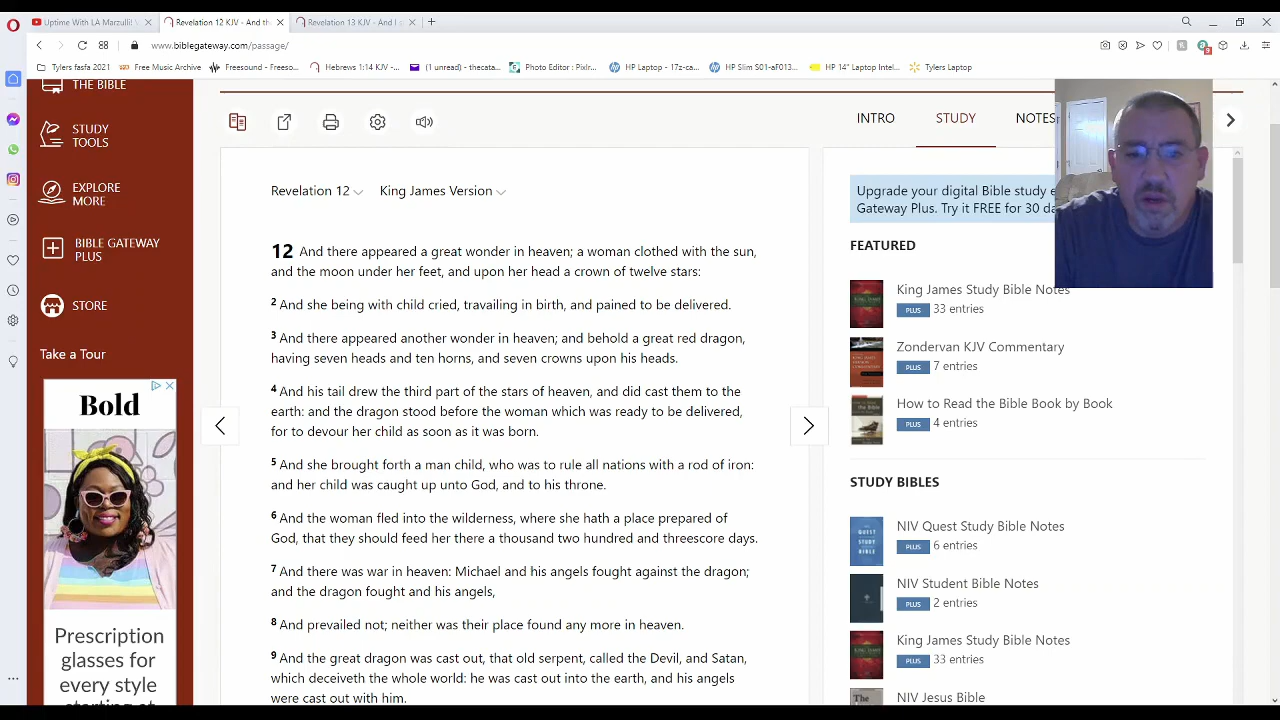 Uptime With LA Marzulli: V
Revelation 12 KJV - And th
Revelation 13 KJV - And I s
www.biblegateway.com/passage/
Tylers fasfa 2021
Free Music Archive
Freesound - Freeso...
Hebrews 1:14 KJV -...
(1 unread) - thecata...
Photo Editor : Pixlr...
HP Laptop - 17z-ca...
HP Slim S01-aF013...
HP 14" Laptop Intel...
Tylers Laptop
THE BIBLE
STUDY
TOOLS
EXPLORE
MORE
BIBLE GATEWAY
PLUS
STORE
Take a Tour
Bold
Prescription
glasses for
every style
starting at
INTRO
STUDY
NOTES
Revelation 12
King James Version
12 And there appeared a great wonder in heaven; a woman clothed with the sun,
and the moon under her feet, and upon her head a crown of twelve stars:
2 And she being with child cried, travailing in birth, and pained to be delivered.
3 And there appeared another wonder in heaven; and behold a great red dragon,
having seven heads and ten horns, and seven crowns upon his heads.
4 And his tail drew the third part of the stars of heaven, and did cast them to the
earth: and the dragon stood before the woman which was ready to be delivered,
for to devour her child as soon as it was born.
5 And she brought forth a man child, who was to rule all nations with a rod of iron:
and her child was caught up unto God, and to his throne.
6 And the woman fled into the wilderness, where she hath a place prepared of
God, that they should feed her there a thousand two hundred and threescore days.
7 And there was war in heaven: Michael and his angels fought against the dragon;
and the dragon fought and his angels,
8 And prevailed not; neither was their place found any more in heaven.
9 And the great dragon was cast out, that old serpent, called the Devil, and Satan,
which deceiveth the whole world: he was cast out into the earth, and his angels
were cast out with him.
Upgrade your digital Bible study e
Gateway Plus. Try it FREE for 30 da
FEATURED
King James Study Bible Notes
PLUS 33 entries
Zondervan KJV Commentary
PLUS 7 entries
How to Read the Bible Book by Book
PLUS 4 entries
STUDY BIBLES
NIV Quest Study Bible Notes
PLUS 6 entries
NIV Student Bible Notes
PLUS 2 entries
King James Study Bible Notes
PLUS 33 entries
NIV Jesus Bible